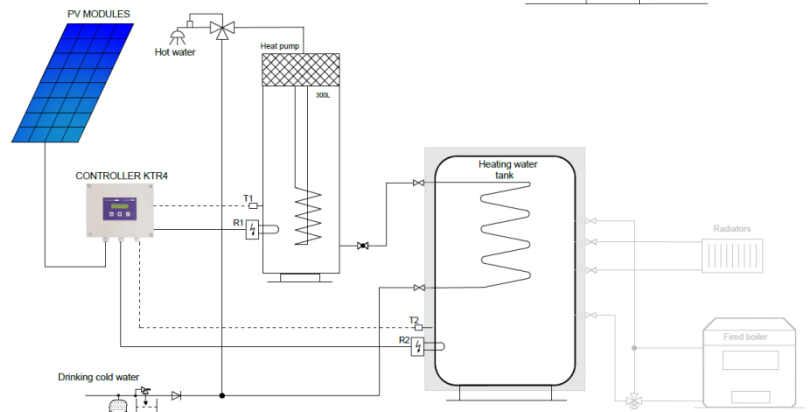 PV MODULES
Hot water
Heat pump
300L
Heating water
tank
CONTROLLER KTR4
T1
R1
Radiators
T2
R2
Fired boiler
Drinking cold water